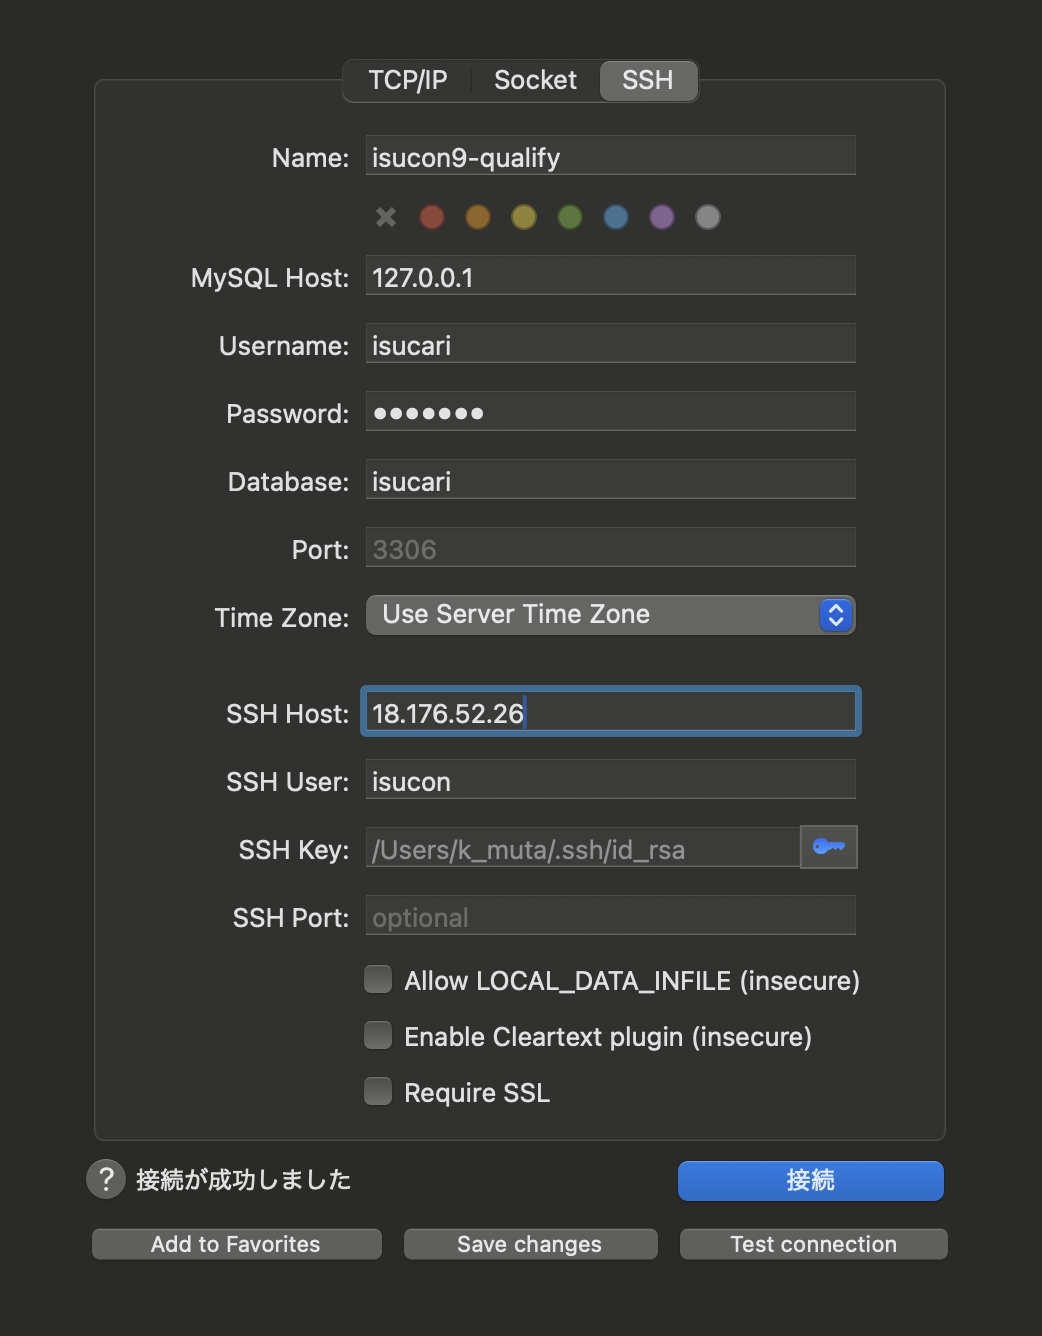 TCP/IP Socket SSH
Name: isucon9-qualify
MySQL Host: 127.0.0.1
Username: isucari
Password: •••••••
Database: isucari
Port: 3306
Time Zone: Use Server Time Zone
SSH Host: 18.176.52.26
SSH User: isucon
SSH Key: /Users/k_muta/.ssh/id_rsa
SSH Port: optional
Allow LOCAL_DATA_INFILE (insecure)
Enable Cleartext plugin (insecure)
Require SSL
? 接続が成功しました 接続
Add to Favorites Save changes Test connection